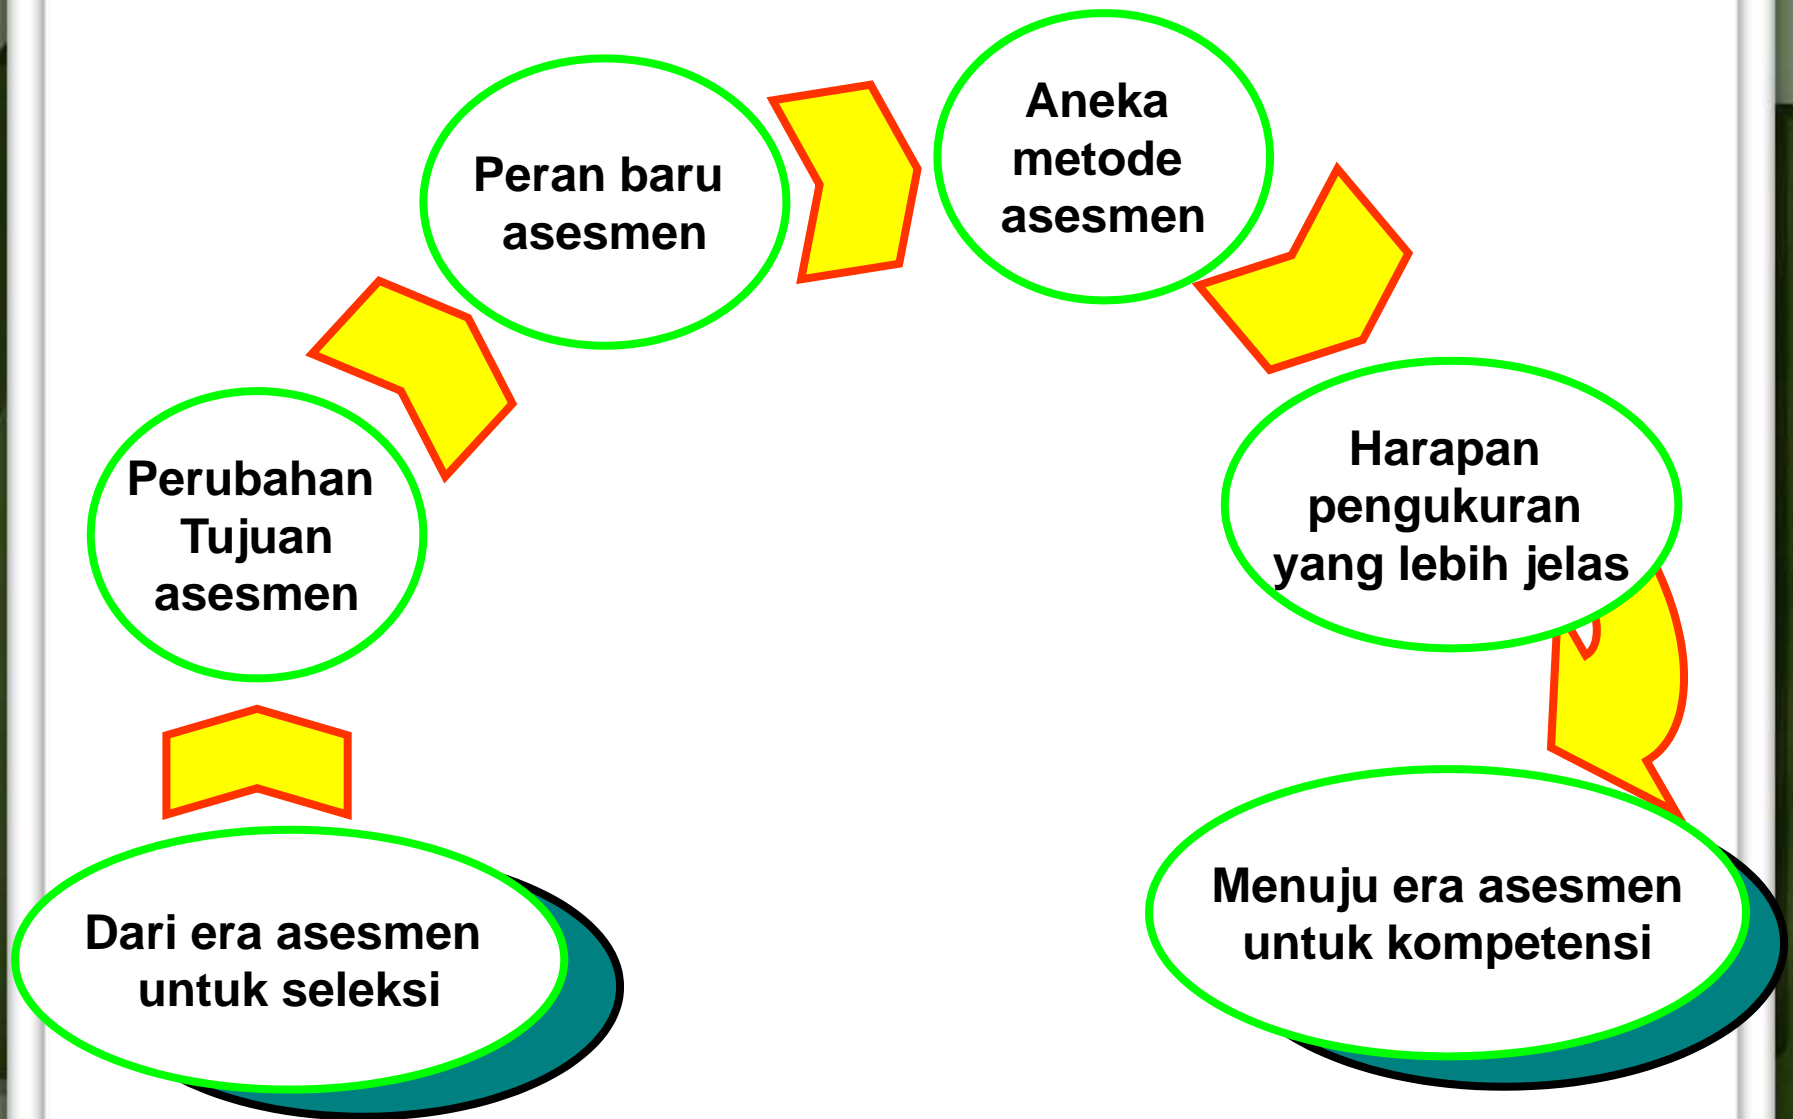 Dari era asesmen
untuk seleksi
Perubahan
Tujuan
asesmen
Peran baru
asesmen
Aneka
metode
asesmen
Harapan
pengukuran
yang lebih jelas
Menuju era asesmen
untuk kompetensi